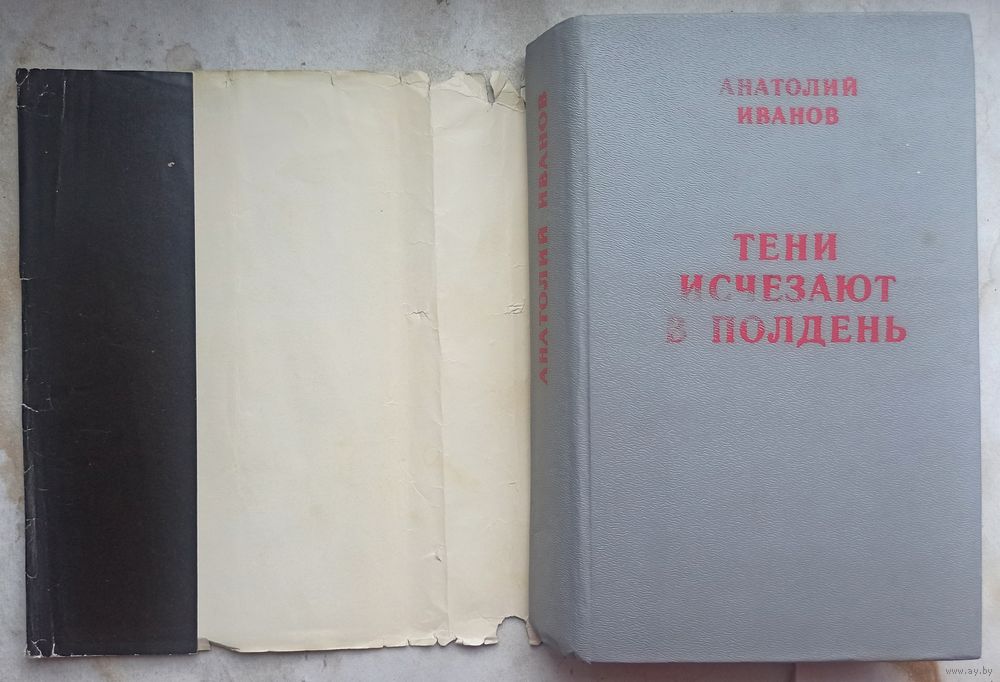 АНАТОЛИЙ ИВАНОВ
АНАТОЛИЙ
ИВАНОВ
ТЕНИ
ИСЧЕЗАЮТ
В ПОЛДЕНЬ
www.ay.by